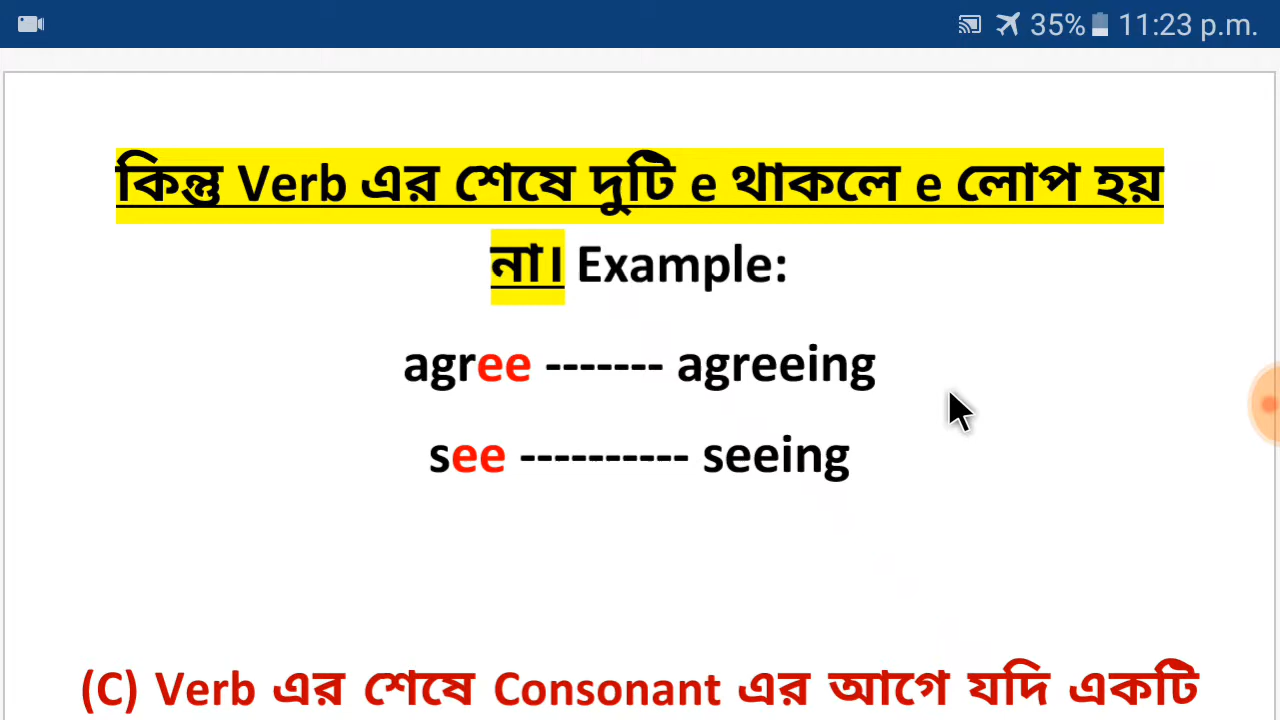 35% 11:23 p.m.
কিন্তু Verb এর শেষে দুটি e থাকলে e লোপ হয়
না। Example:
agree ------- agreeing
see ---------- seeing
(C) Verb এর শেষে Consonant এর আগে যদি একটি